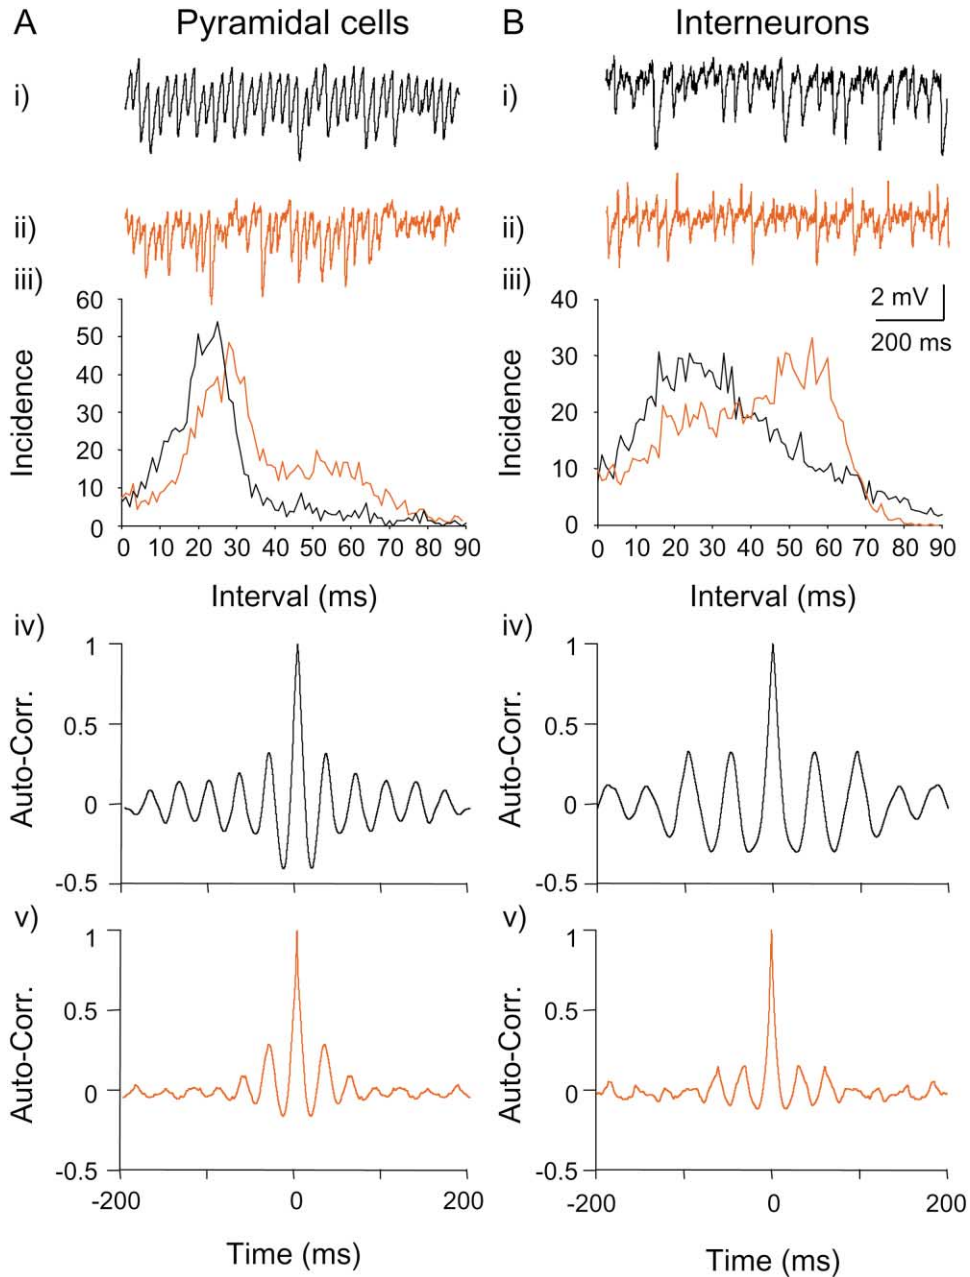 A Pyramidal cells
B Interneurons
i)
i)
ii)
ii)
iii)
iii)
2 mV
200 ms
60
50
40
30
20
10
0
Incidence
0 10 20 30 40 50 60 70 80 90
Interval (ms)
40
30
20
10
0
Incidence
0 10 20 30 40 50 60 70 80 90
Interval (ms)
iv)
1
0.5
0
-0.5
Auto-Corr.
iv)
1
0.5
0
-0.5
Auto-Corr.
v)
1
0.5
0
-0.5
Auto-Corr.
-200 0 200
Time (ms)
v)
1
0.5
0
-0.5
Auto-Corr.
-200 0 200
Time (ms)